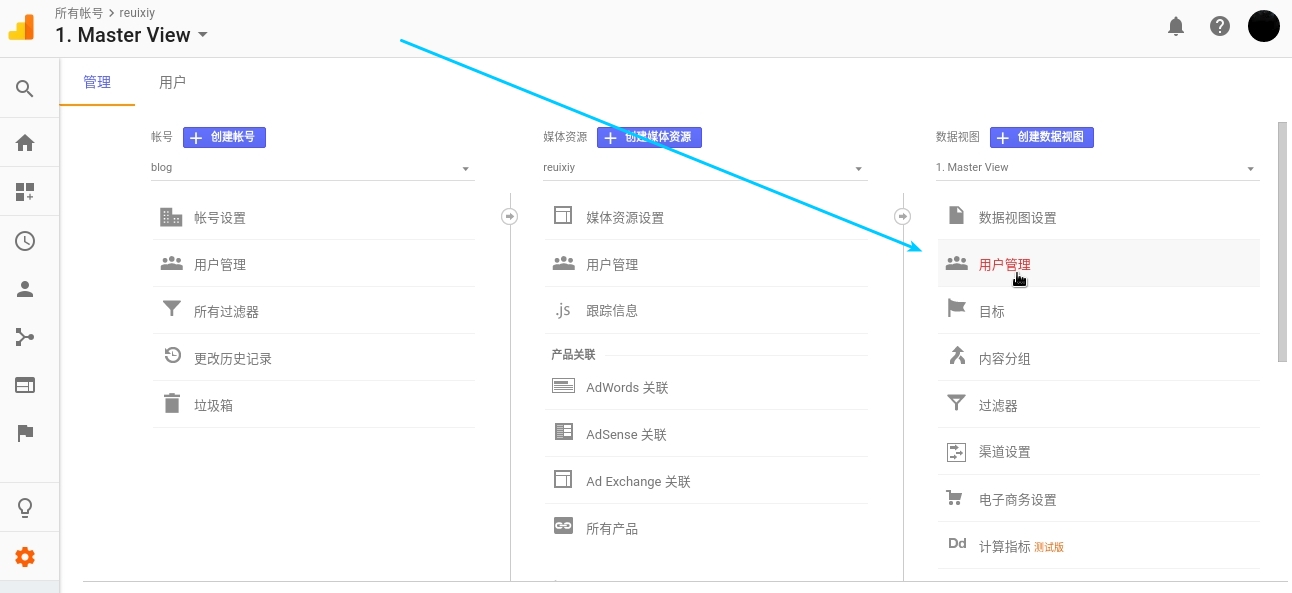 所有帐号 > reuixiy
1. Master View
管理
用户
帐号
创建帐号
blog
帐号设置
用户管理
所有过滤器
更改历史记录
垃圾箱
媒体资源
创建媒体资源
reuixiy
媒体资源设置
用户管理
.js 跟踪信息
产品关联
AdWords 关联
AdSense 关联
Ad Exchange 关联
所有产品
数据视图
创建数据视图
1. Master View
数据视图设置
用户管理
目标
内容分组
过滤器
渠道设置
电子商务设置
Dd 计算指标 测试版